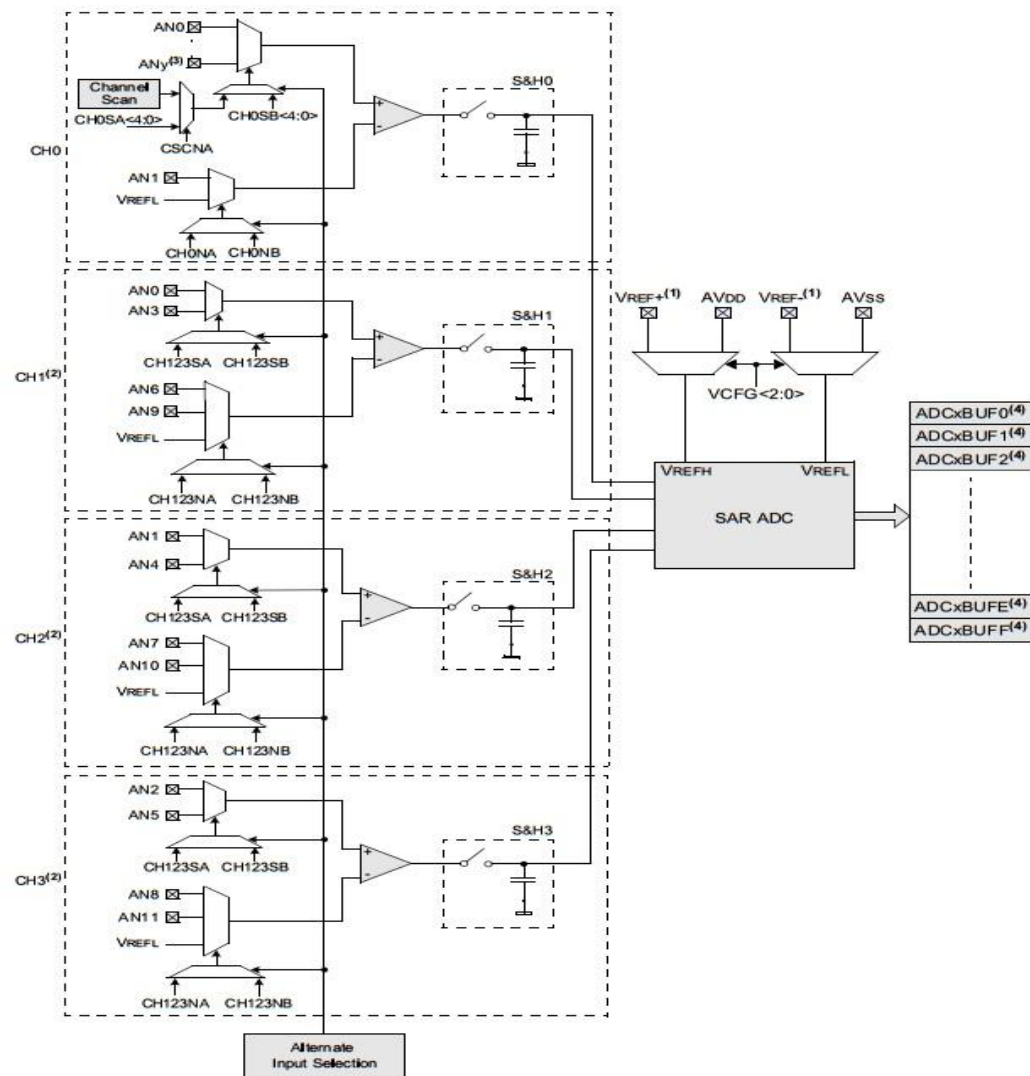 AN0
ANy(3)
Channel
Scan
CH0SA<4:0>
CH0SB<4:0>
CSCNA
CH0
S&H0
+
-
AN1
VREFL
CH0NA
CH0NB
AN0
AN3
CH123SA
CH123SB
CH1(2)
S&H1
+
-
AN6
AN9
VREFL
CH123NA
CH123NB
VREF+(1)
AVDD
VREF-(1)
AVSS
VCFG<2:0>
VREFH
VREFL
SAR ADC
ADCxBUF0(4)
ADCxBUF1(4)
ADCxBUF2(4)
ADCxBUFE(4)
ADCxBUFF(4)
AN1
AN4
CH123SA
CH123SB
CH2(2)
S&H2
+
-
AN7
AN10
VREFL
CH123NA
CH123NB
AN2
AN5
CH123SA
CH123SB
CH3(2)
S&H3
+
-
AN8
AN11
VREFL
CH123NA
CH123NB
Alternate
Input Selection